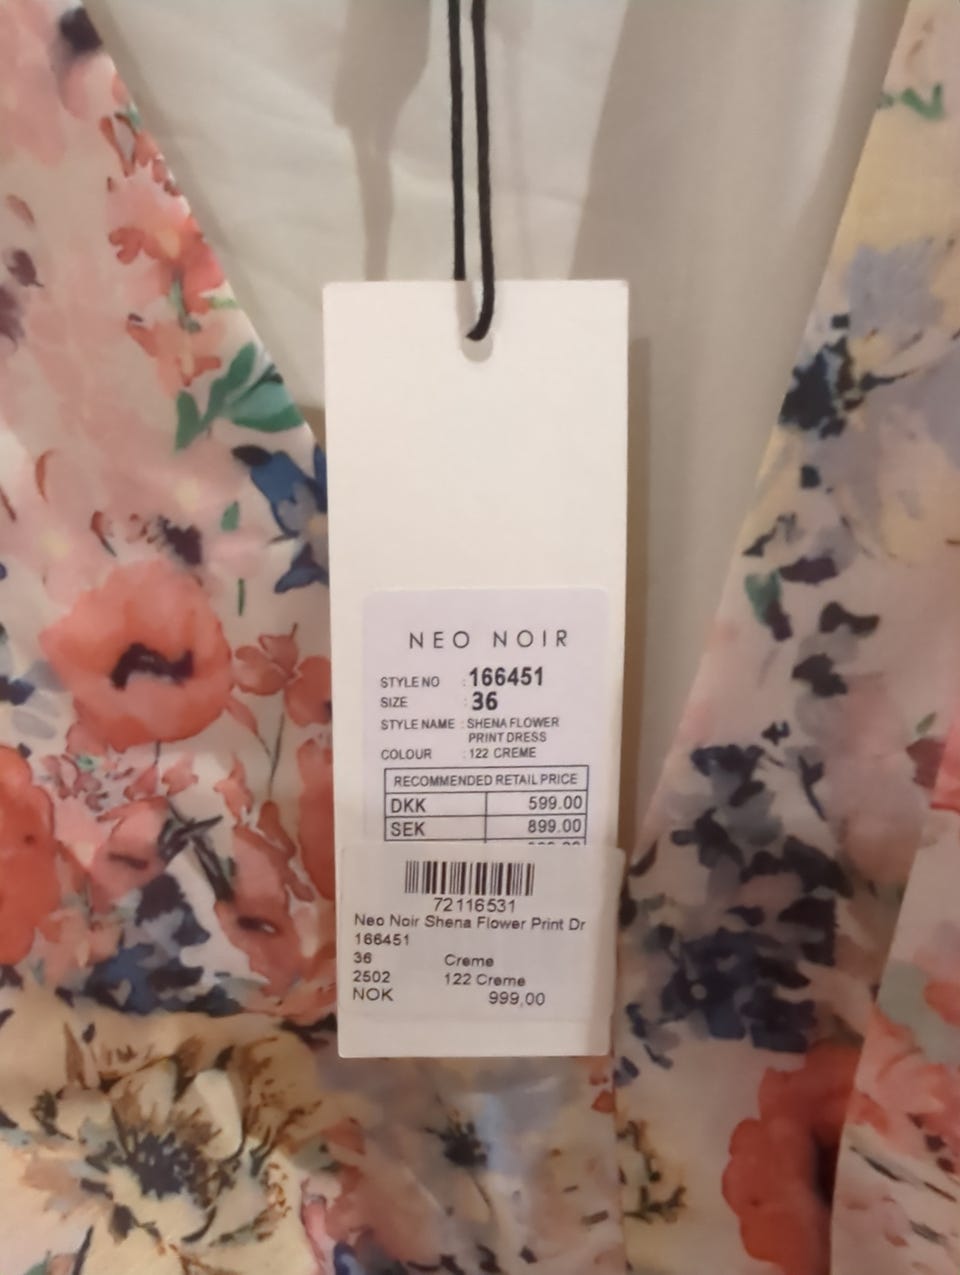 NEO NOIR
STYLE NO : 166451
SIZE : 36
STYLE NAME : SHENA FLOWER
PRINT DRESS
COLOUR : 122 CREME
RECOMMENDED RETAIL PRICE
DKK 599.00
SEK 899.00
72116531
Neo Noir Shena Flower Print Dr
166451
36 Creme
2502 122 Creme
NOK 999,00